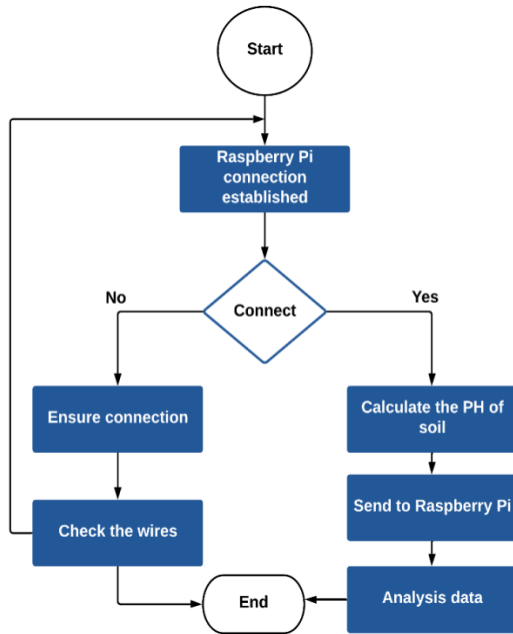 Start
Raspberry Pi
connection
established
Connect
No
Yes
Ensure connection
Calculate the PH of
soil
Check the wires
Send to Raspberry Pi
Analysis data
End